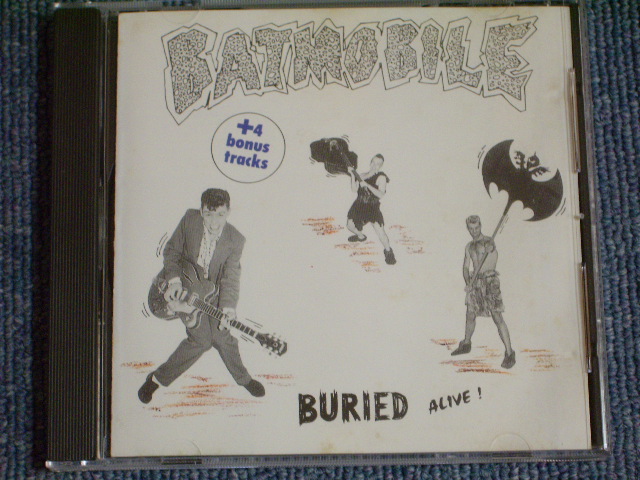 BATMOBILE
+4
bonus
tracks
BURIED ALIVE!